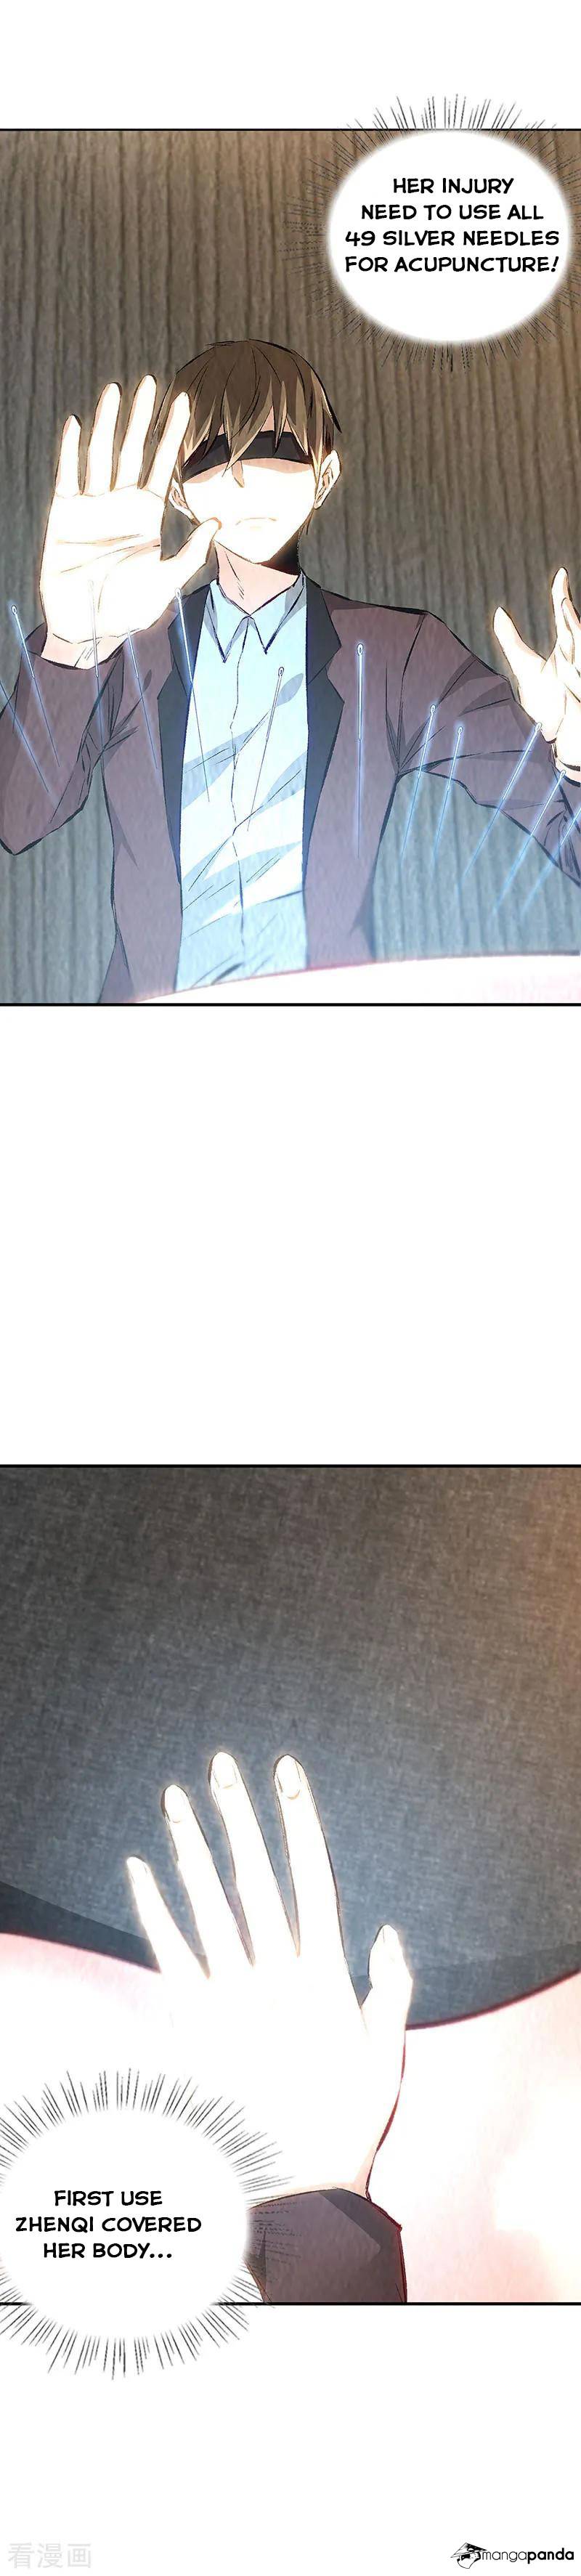 HER INJURY
NEED TO USE ALL
49 SILVER NEEDLES
FOR ACUPUNCTURE!
FIRST USE
ZHENQI COVERED
HER BODY...
看漫画
mangapanda